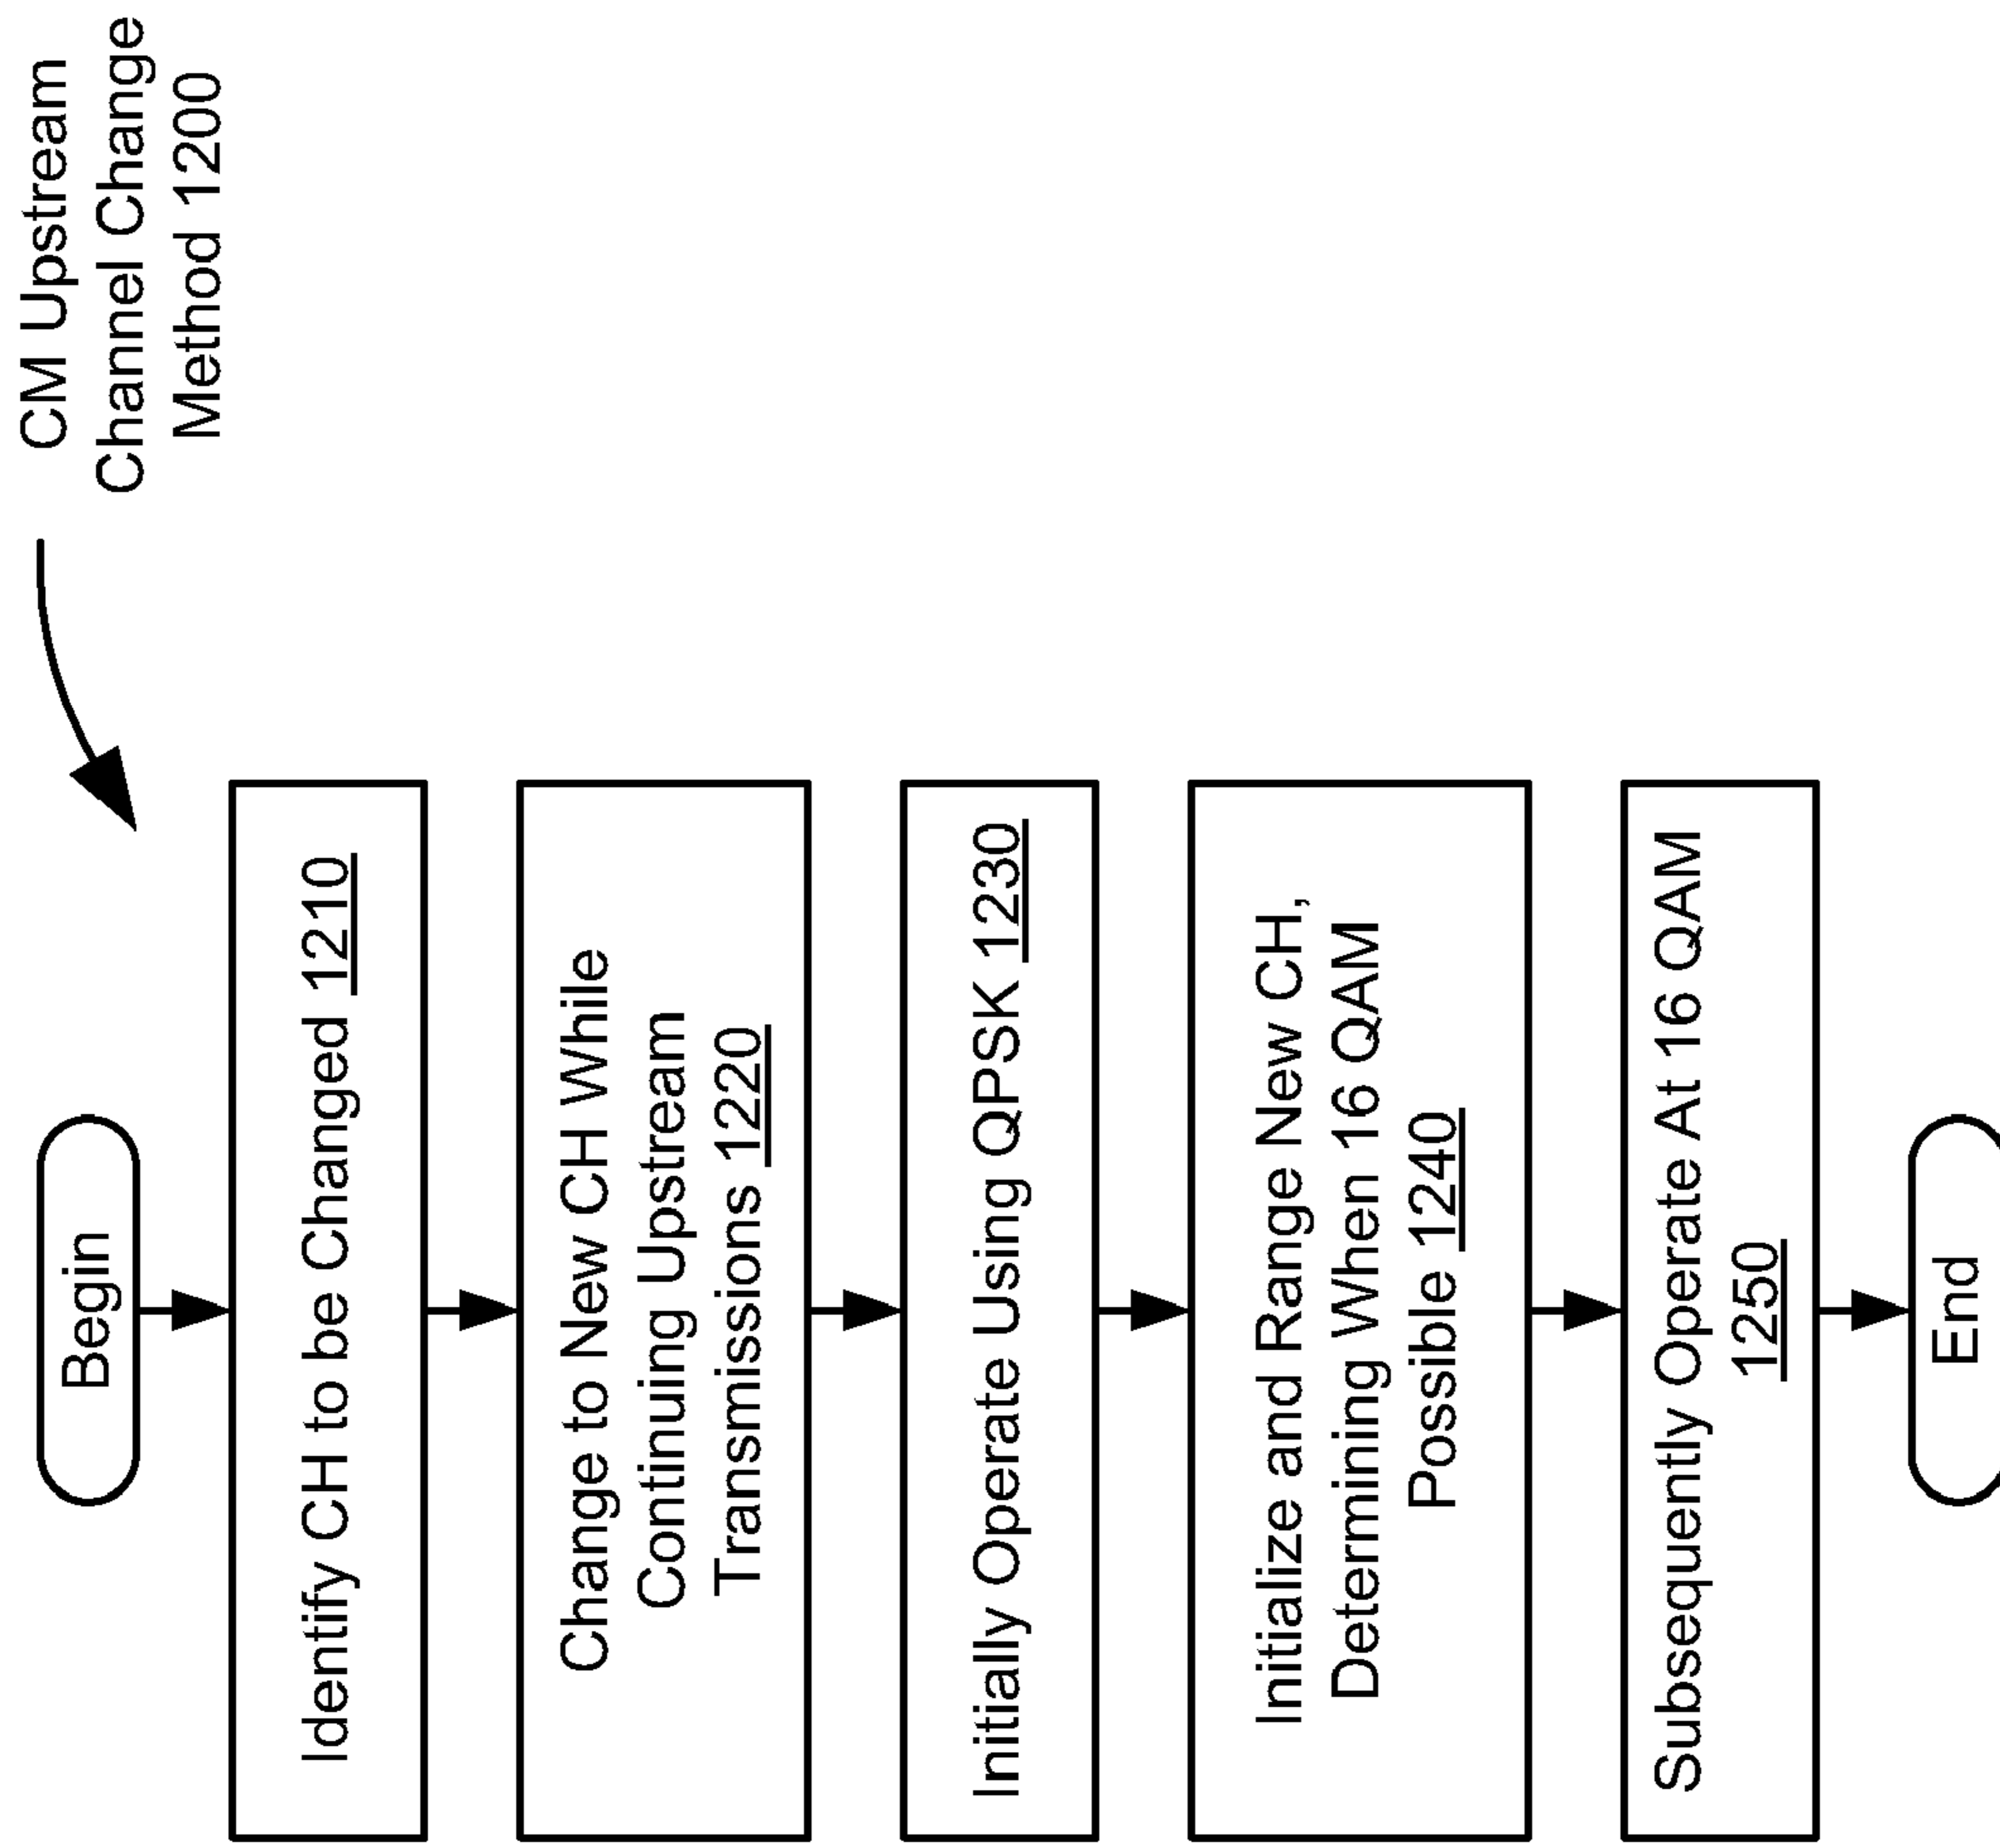 CM Upstream
Channel Change
Method 1200
Begin
Identify CH to be Changed 1210
Change to New CH While
Continuing Upstream
Transmissions 1220
Initially Operate Using QPSK 1230
Initialize and Range New CH,
Determining When 16 QAM
Possible 1240
Subsequently Operate At 16 QAM
1250
End